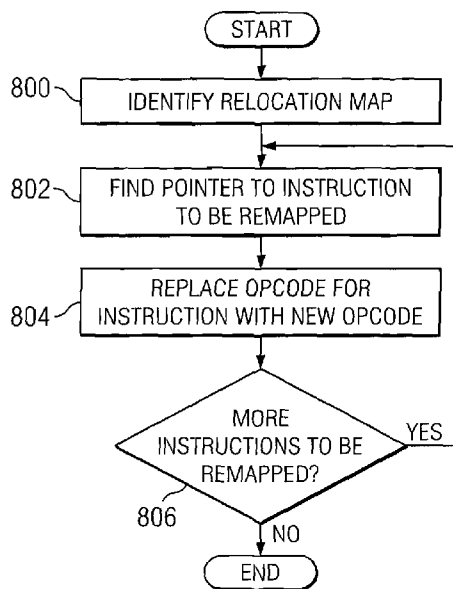 START
800
IDENTIFY RELOCATION MAP
802
FIND POINTER TO INSTRUCTION
TO BE REMAPPED
804
REPLACE OPCODE FOR
INSTRUCTION WITH NEW OPCODE
MORE
INSTRUCTIONS TO BE
REMAPPED?
YES
806
NO
END